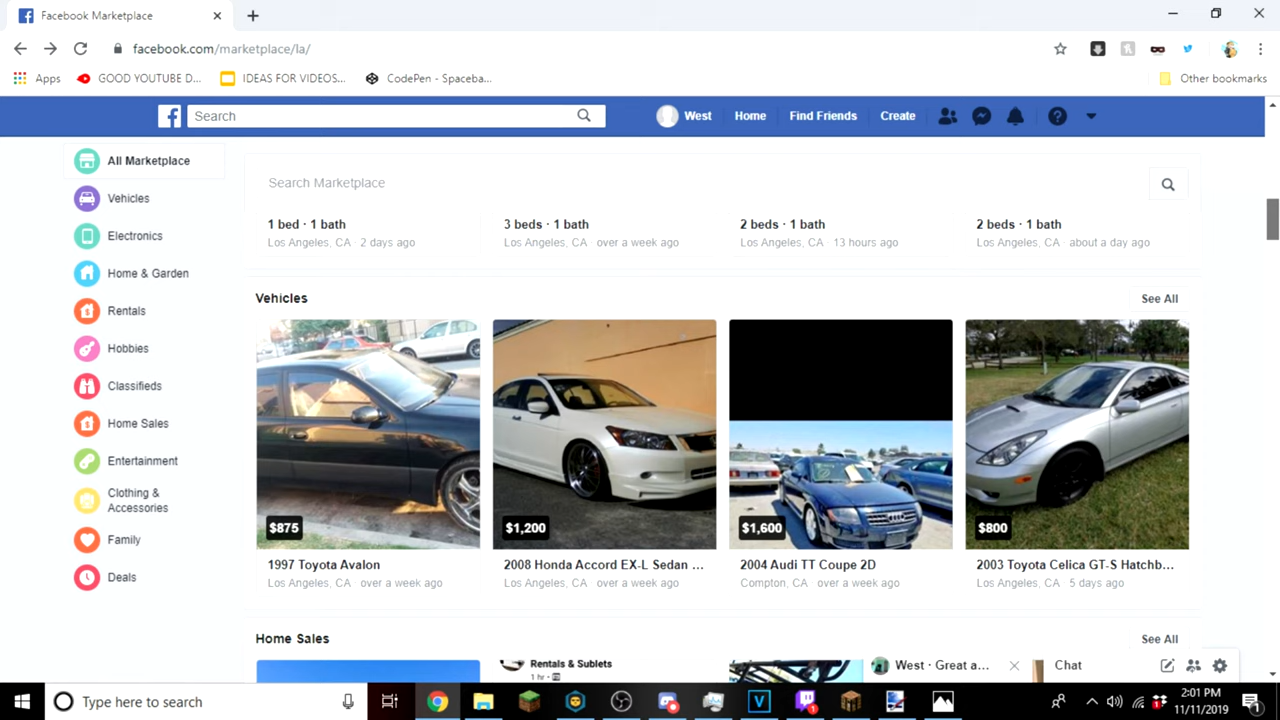 Facebook Marketplace
facebook.com/marketplace/la/
Apps
GOOD YOUTUBE D...
IDEAS FOR VIDEOS...
CodePen - Spaceba...
Other bookmarks
Search
West
Home
Find Friends
Create
All Marketplace
Vehicles
Electronics
Home & Garden
Rentals
Hobbies
Classifieds
Home Sales
Entertainment
Clothing &
Accessories
Family
Deals
Search Marketplace
1 bed · 1 bath
Los Angeles, CA · 2 days ago
3 beds · 1 bath
Los Angeles, CA · over a week ago
2 beds · 1 bath
Los Angeles, CA · 13 hours ago
2 beds · 1 bath
Los Angeles, CA · about a day ago
Vehicles
See All
$875
1997 Toyota Avalon
Los Angeles, CA · over a week ago
$1,200
2008 Honda Accord EX-L Sedan ...
Los Angeles, CA · over a week ago
$1,600
2004 Audi TT Coupe 2D
Compton, CA · over a week ago
$800
2003 Toyota Celica GT-S Hatchb...
Los Angeles, CA · 5 days ago
Home Sales
See All
Rentals & Sublets
1 hr
West · Great a...
Chat
Type here to search
2:01 PM
11/11/2019